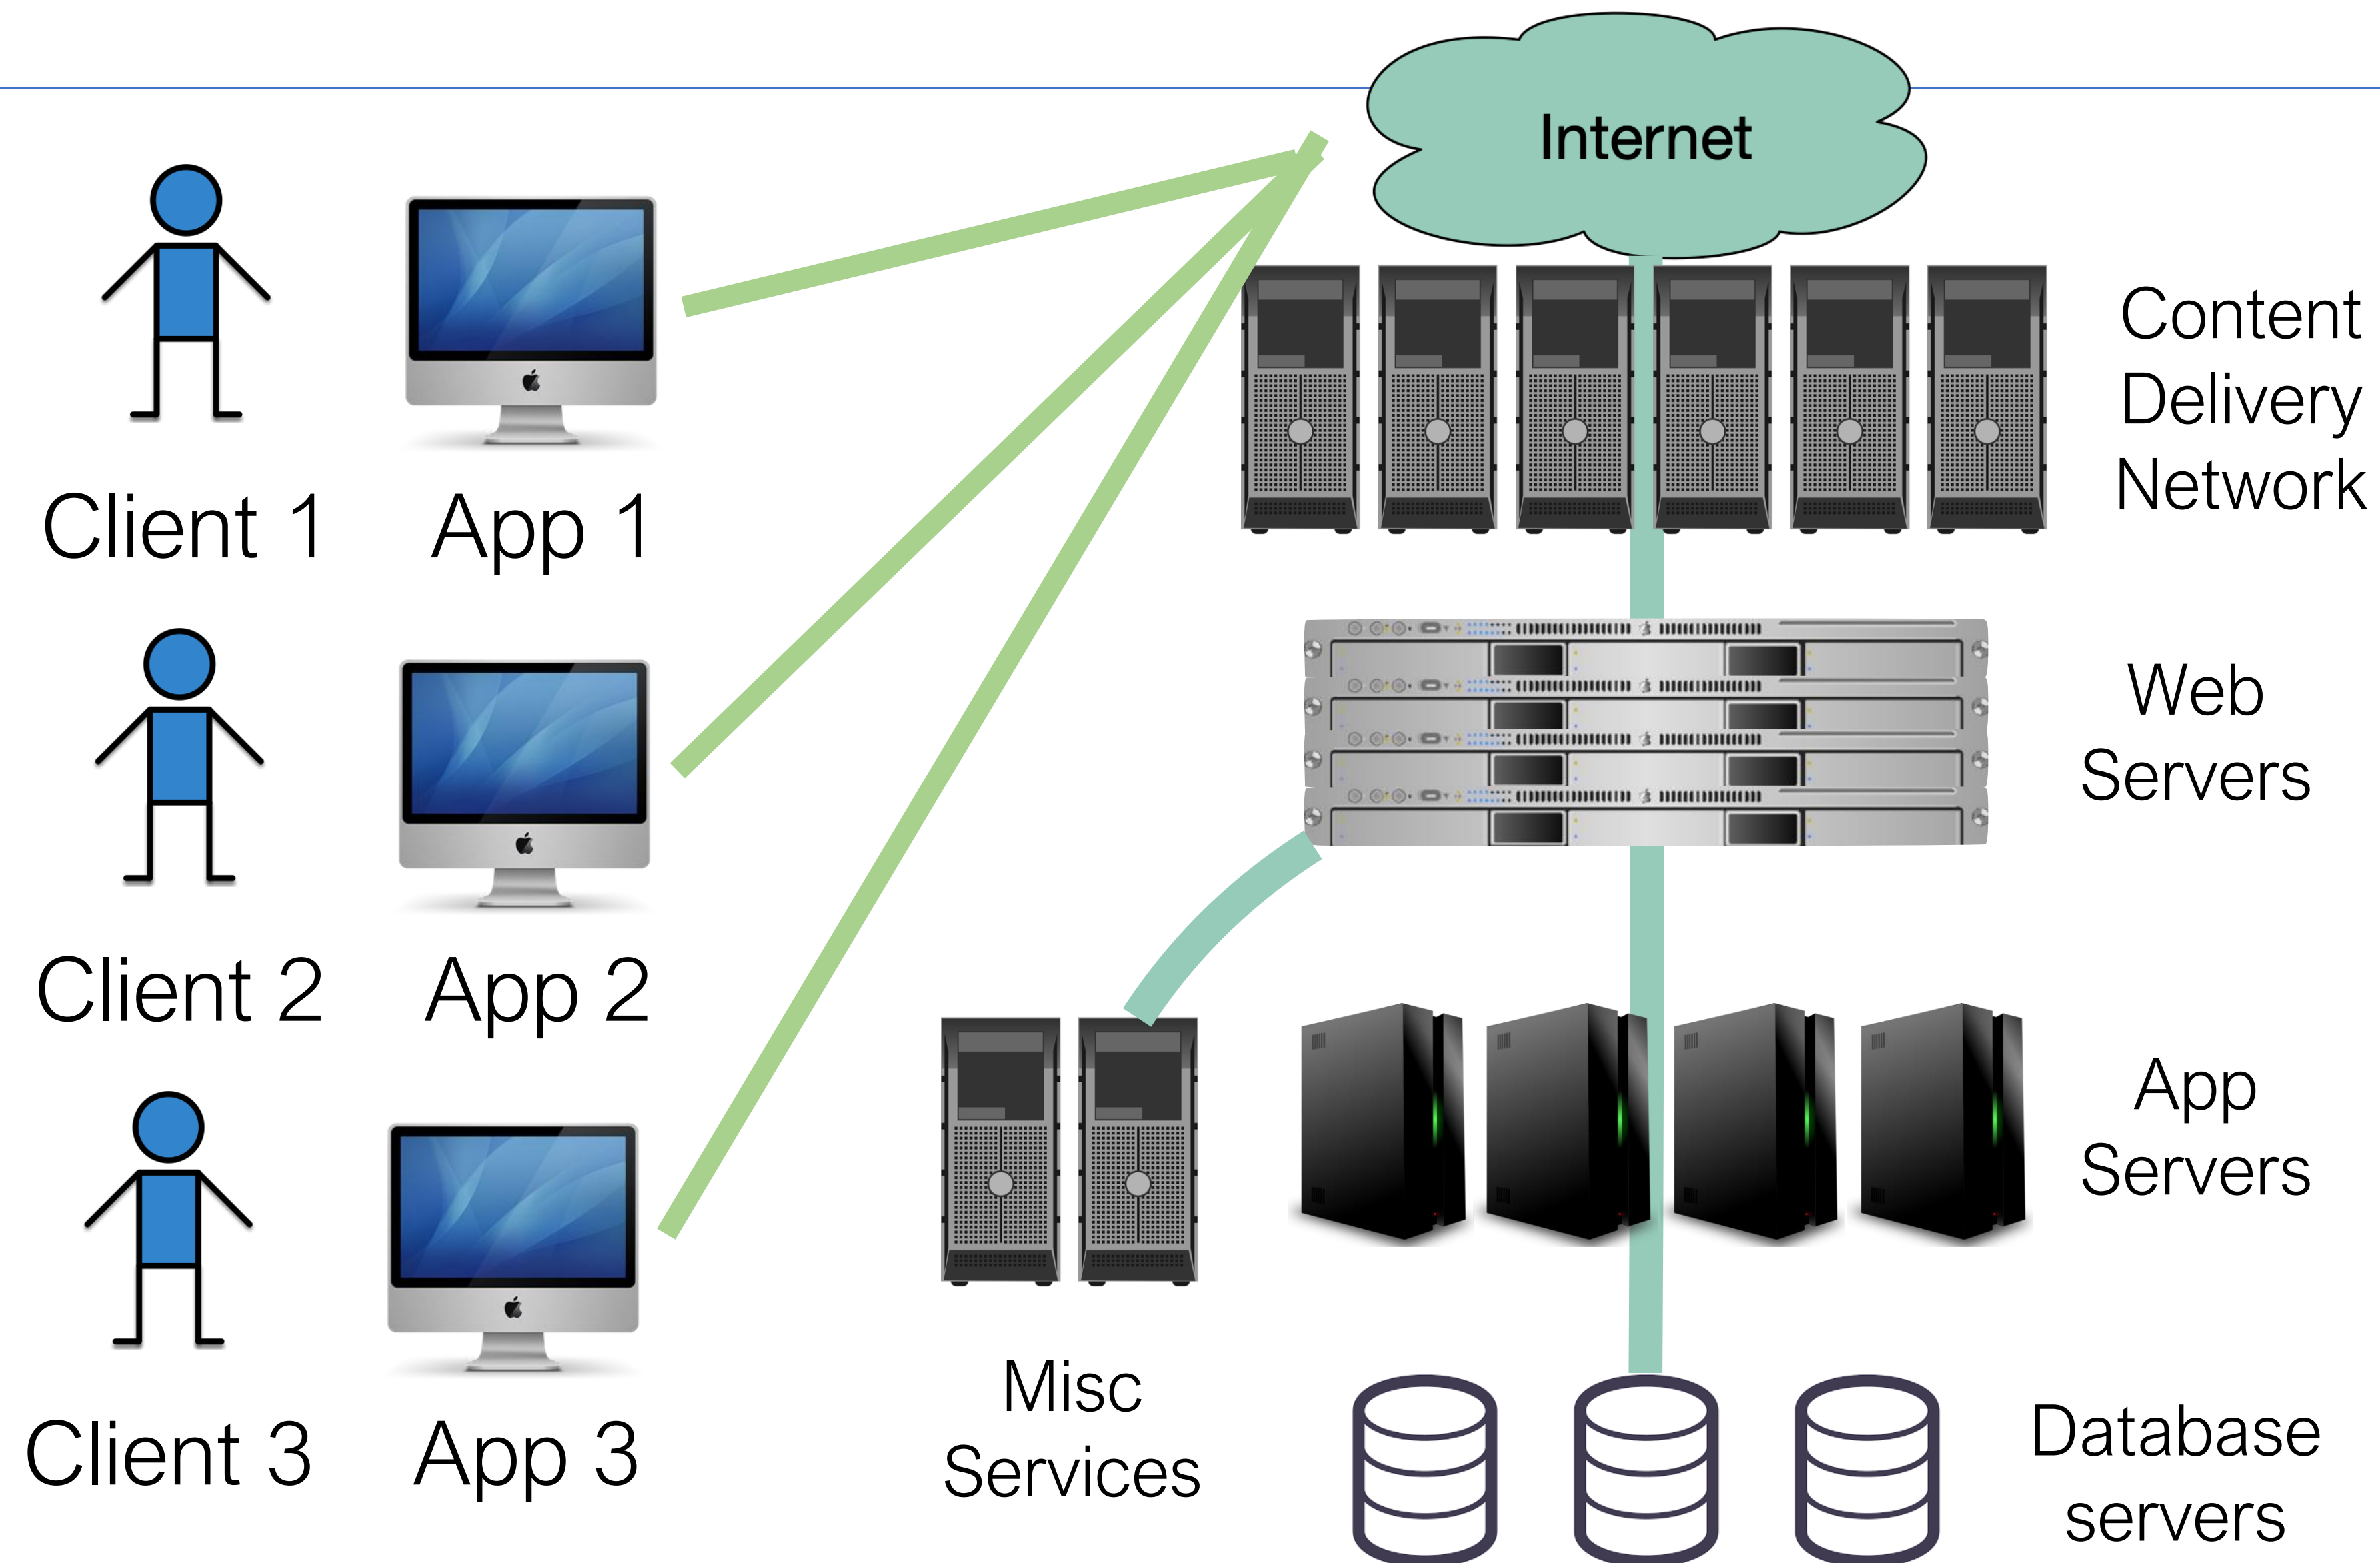 Internet
Content
Delivery
Network
Client 1
App 1
Web
Servers
Client 2
App 2
App
Servers
Misc
Services
Client 3
App 3
Database
servers